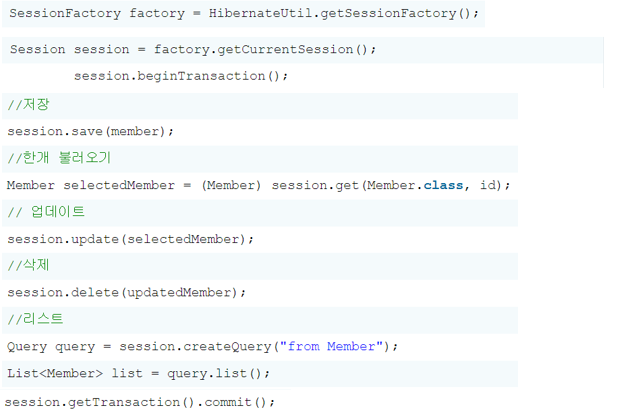 SessionFactory factory = HibernateUtil.getSessionFactory();
Session session = factory.getCurrentSession();
session.beginTransaction();
//저장
session.save(member);
//한개 불러오기
Member selectedMember = (Member) session.get(Member.class, id);
// 업데이트
session.update(selectedMember);
//삭제
session.delete(updatedMember);
//리스트
Query query = session.createQuery("from Member");
List<Member> list = query.list();
session.getTransaction().commit();